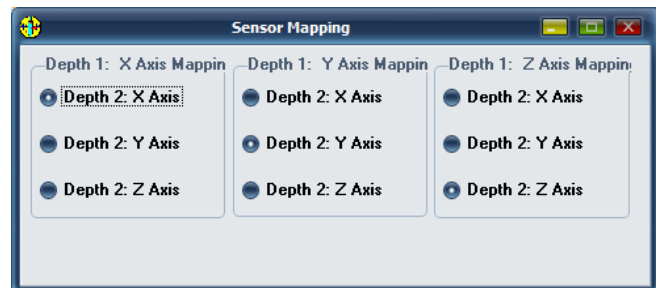 Sensor Mapping
Depth 1: X Axis Mappin
Depth 2: X Axis
Depth 2: Y Axis
Depth 2: Z Axis
Depth 1: Y Axis Mappin
Depth 2: X Axis
Depth 2: Y Axis
Depth 2: Z Axis
Depth 1: Z Axis Mapping
Depth 2: X Axis
Depth 2: Y Axis
Depth 2: Z Axis